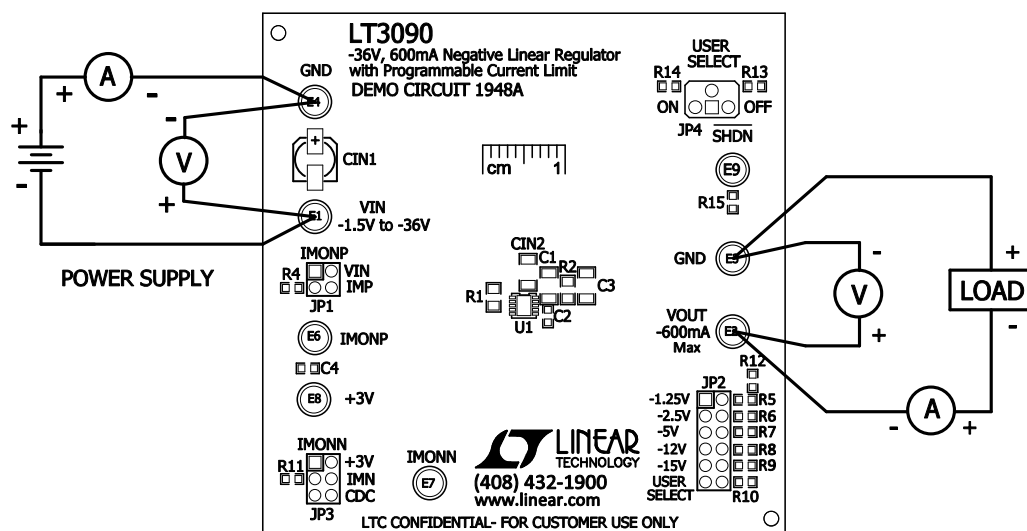 LT3090
-36V, 600mA Negative Linear Regulator
with Programmable Current Limit
DEMO CIRCUIT 1948A
GND
A
+
-
+
-
-
V
+
E4
+
CIN1
E1
VIN
-1.5V to -36V
POWER SUPPLY
cm 1
USER
SELECT
R14
R13
ON
OFF
JP4
SHDN
E9
R15
IMONP
R4
VIN
IMP
JP1
E6
IMONP
C4
E8
+3V
IMONN
R11
+3V
IMN
CDC
JP3
IMONN
E7
CIN2
C1
R2
C3
R1
U1
C2
GND
VOUT
-600mA
Max
E2
-
V
+
+
LOAD
-
-
A
+
R12
JP2
-1.25V
R5
-2.5V
R6
-5V
R7
-12V
R8
-15V
R9
USER
SELECT
R10
LINEAR
TECHNOLOGY
(408) 432-1900
www.linear.com
LTC CONFIDENTIAL- FOR CUSTOMER USE ONLY